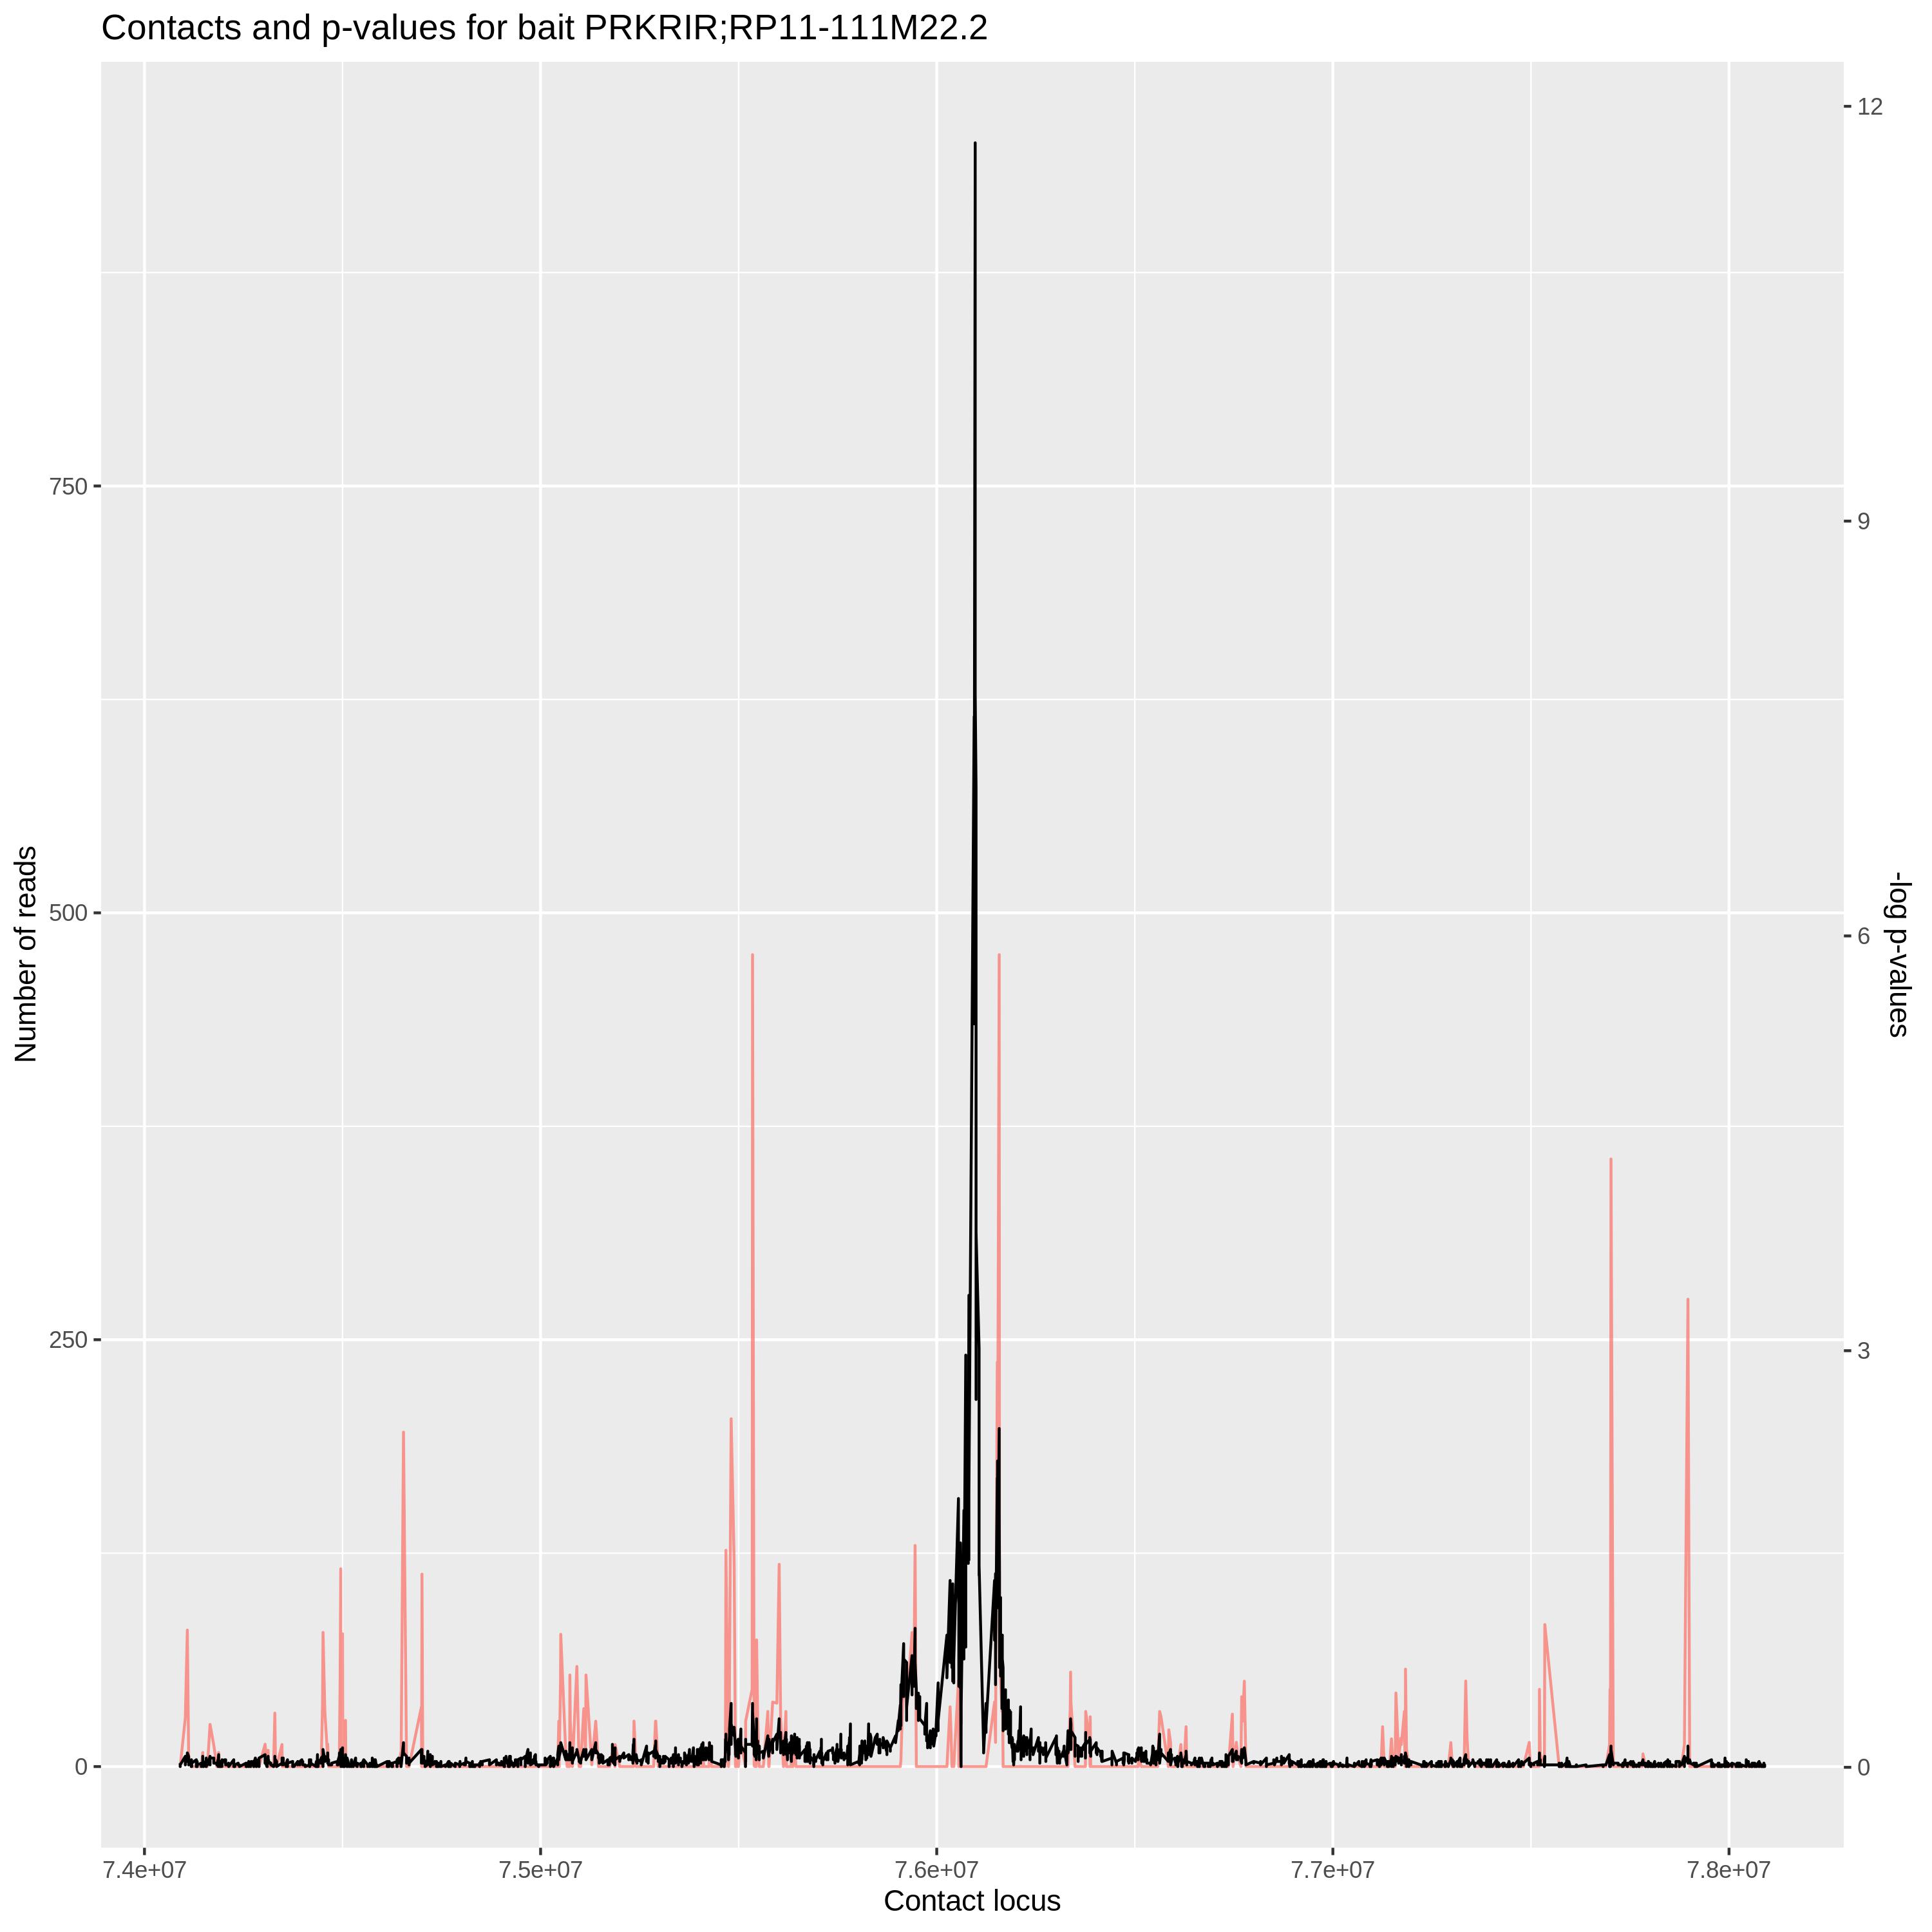 Contacts and p-values for bait PRKRIR;RP11-111M22.2
12
750
9
500
6
Number of reads
-log p-values
250
3
0
0
7.4e+07
7.5e+07
7.6e+07
7.7e+07
7.8e+07
Contact locus